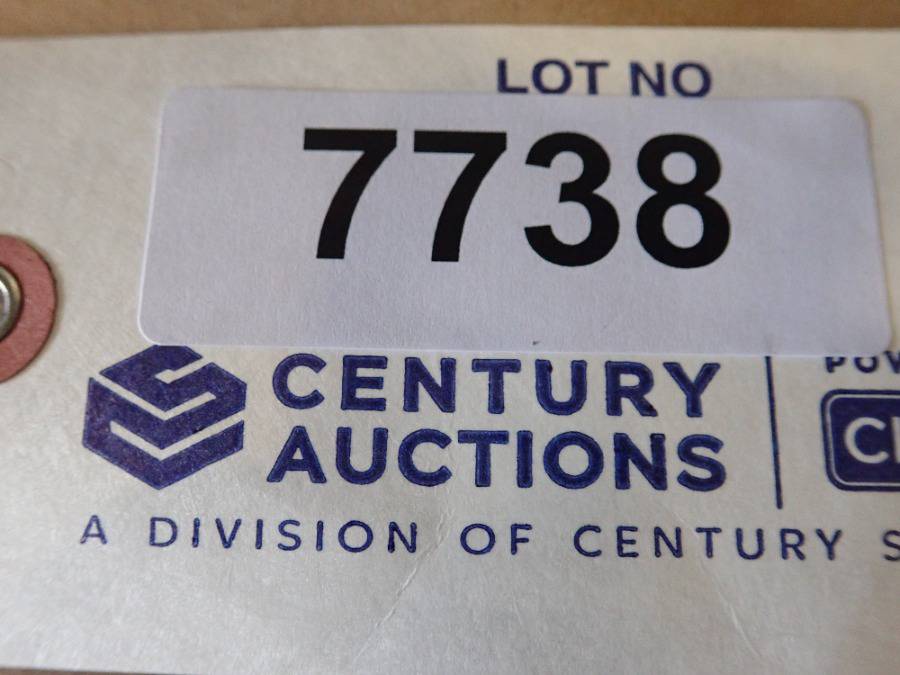 LOT NO
7738
CENTURY
AUCTIONS
A DIVISION OF CENTURY